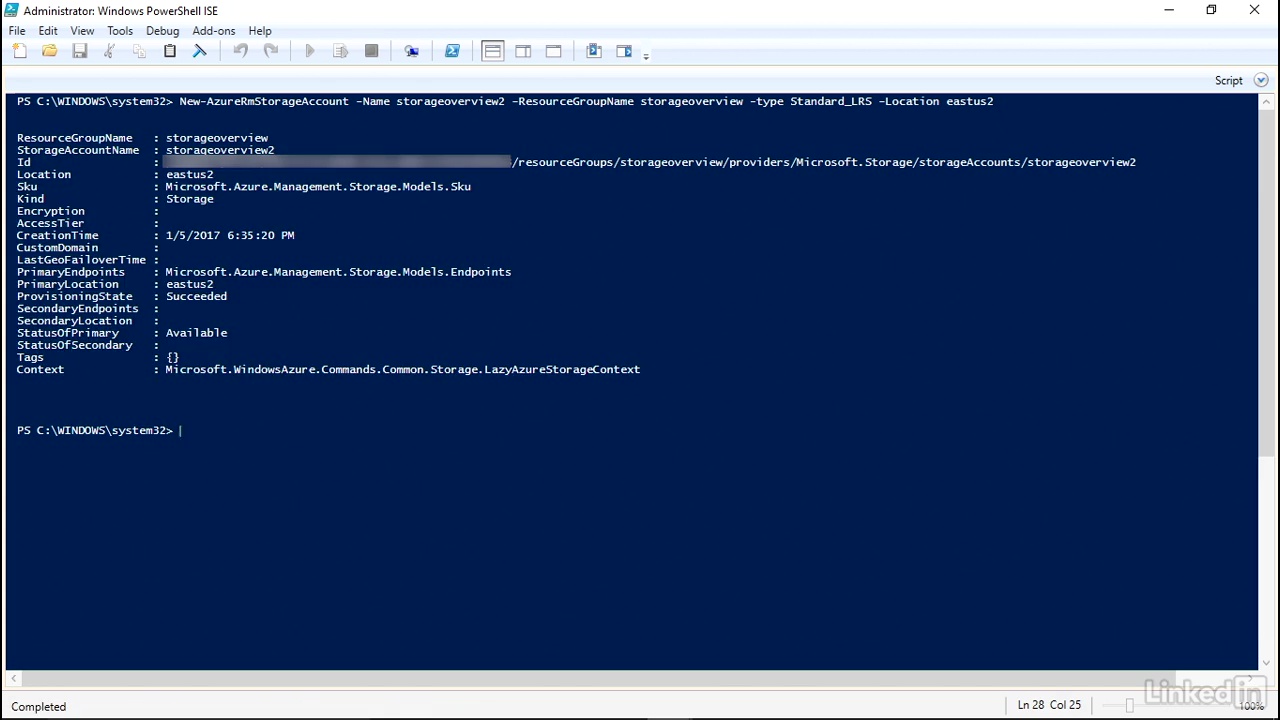 Administrator: Windows PowerShell ISE
File Edit View Tools Debug Add-ons Help
Script
PS C:\WINDOWS\system32> New-AzureRmStorageAccount -Name storageoverview2 -ResourceGroupName storageoverview -type Standard_LRS -Location eastus2
ResourceGroupName : storageoverview
StorageAccountName : storageoverview2
Id : /resourceGroups/storageoverview/providers/Microsoft.Storage/storageAccounts/storageoverview2
Location : eastus2
Sku : Microsoft.Azure.Management.Storage.Models.Sku
Kind : Storage
Encryption :
AccessTier :
CreationTime : 1/5/2017 6:35:20 PM
CustomDomain :
LastGeoFailoverTime :
PrimaryEndpoints : Microsoft.Azure.Management.Storage.Models.Endpoints
PrimaryLocation : eastus2
ProvisioningState : Succeeded
SecondaryEndpoints :
SecondaryLocation :
StatusOfPrimary : Available
StatusOfSecondary :
Tags : {}
Context : Microsoft.WindowsAzure.Commands.Common.Storage.LazyAzureStorageContext
PS C:\WINDOWS\system32>
LinkedIn
Completed Ln 28 Col 25 100%